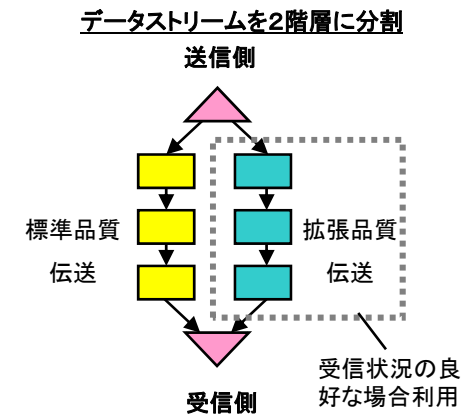 データストリームを2階層に分割
送信側
標準品質
伝送
拡張品質
伝送
受信状況の良
好な場合利用
受信側